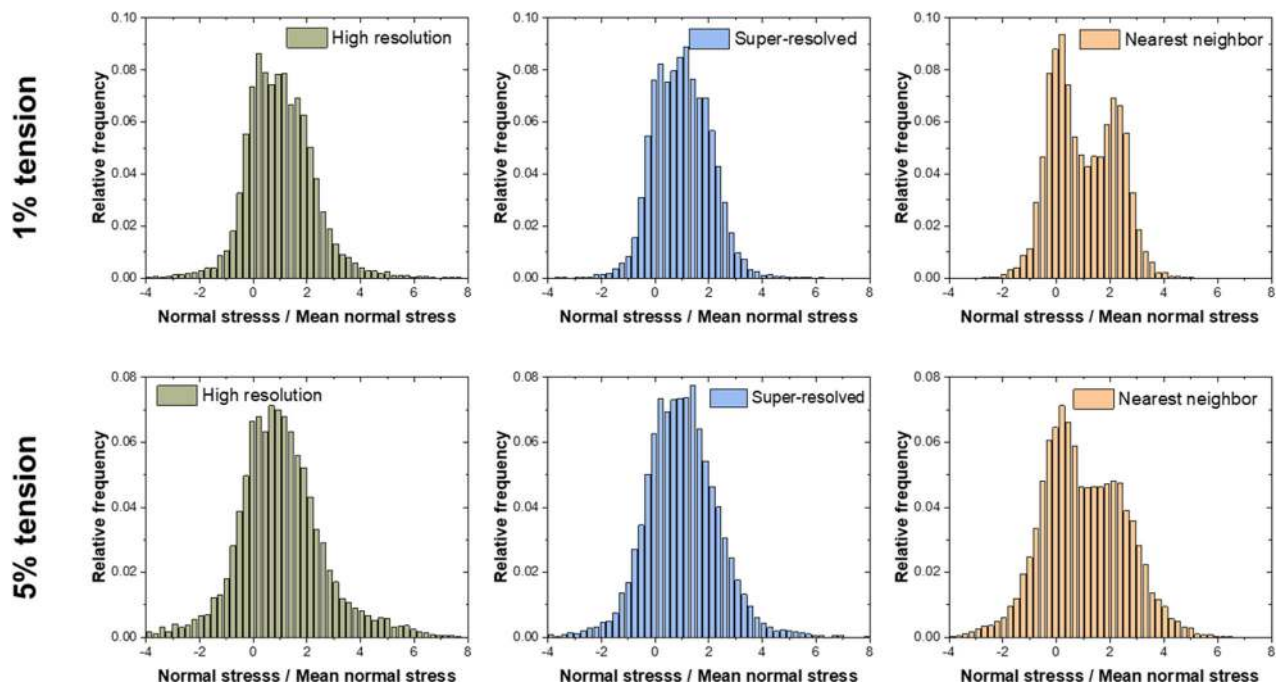 1% tension
High resolution
Relative frequency
0.10
0.08
0.06
0.04
0.02
0.00
-4 -2 0 2 4 6 8
Normal stresss / Mean normal stress
Super-resolved
Relative frequency
0.10
0.08
0.06
0.04
0.02
0.00
-4 -2 0 2 4 6 8
Normal stresss / Mean normal stress
Nearest neighbor
Relative frequency
0.10
0.08
0.06
0.04
0.02
0.00
-4 -2 0 2 4 6 8
Normal stresss / Mean normal stress
5% tension
High resolution
Relative frequency
0.08
0.06
0.04
0.02
0.00
-4 -2 0 2 4 6 8
Normal stresss / Mean normal stress
Super-resolved
Relative frequency
0.08
0.06
0.04
0.02
0.00
-4 -2 0 2 4 6 8
Normal stresss / Mean normal stress
Nearest neighbor
Relative frequency
0.08
0.06
0.04
0.02
0.00
-4 -2 0 2 4 6 8
Normal stresss / Mean normal stress